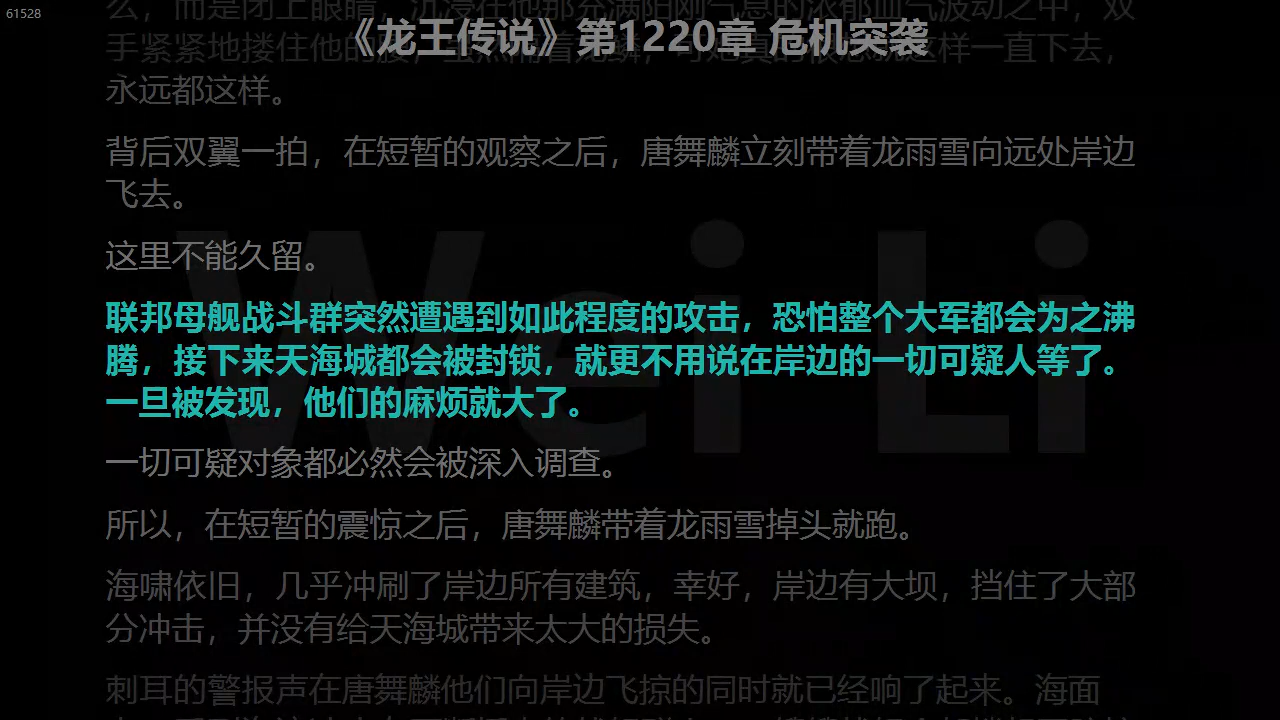 61528
《龙王传说》第1220章 危机突袭
永远都这样。
背后双翼一拍，在短暂的观察之后，唐舞麟立刻带着龙雨雪向远处岸边
飞去。
这里不能久留。
Wei Li
联邦母舰战斗群突然遭遇到如此程度的攻击，恐怕整个大军都会为之沸
腾，接下来天海城都会被封锁，就更不用说在岸边的一切可疑人等了。
一旦被发现，他们的麻烦就大了。
一切可疑对象都必然会被深入调查。
所以，在短暂的震惊之后，唐舞麟带着龙雨雪掉头就跑。
海啸依旧，几乎冲刷了岸边所有建筑，幸好，岸边有大坝，挡住了大部
分冲击，并没有给天海城带来太大的损失。
刺耳的警报声在唐舞麟他们向岸边飞掠的同时就已经响了起来。海面